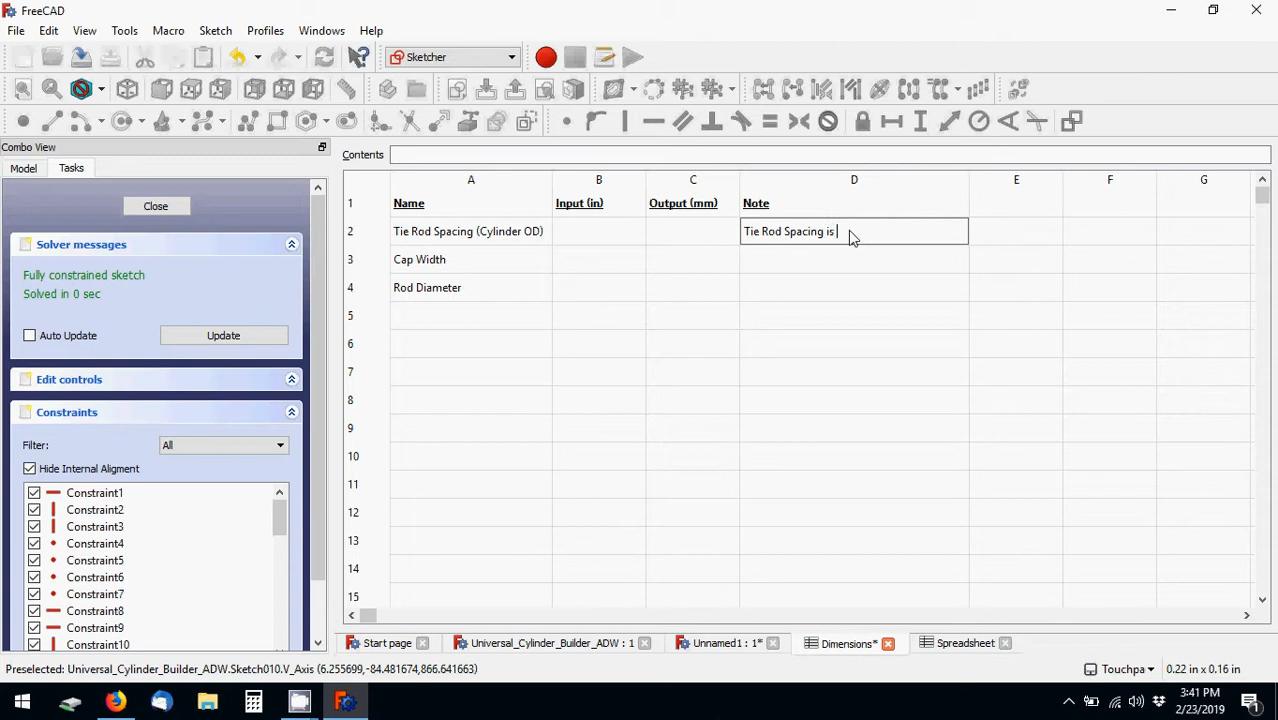 FreeCAD
File Edit View Tools Macro Sketch Profiles Windows Help
Sketcher
Combo View
Model Tasks
Contents
Close
A B C D E F G
1 Name Input (in) Output (mm) Note
2 Tie Rod Spacing (Cylinder OD) Tie Rod Spacing is
3 Cap Width
4 Rod Diameter
5
6
7
8
9
10
11
12
13
14
15
Solver messages
Fully constrained sketch
Solved in 0 sec
Auto Update Update
Edit controls
Constraints
Filter: All
Hide Internal Aligment
Constraint1
Constraint2
Constraint3
Constraint4
Constraint5
Constraint6
Constraint7
Constraint8
Constraint9
Constraint10
Start page Universal_Cylinder_Builder_ADW : 1 Unnamed1 : 1* Dimensions* Spreadsheet
Preselected: Universal_Cylinder_Builder_ADW.Sketch010.V_Axis (6.255699,-84.481674,866.641663) Touchpa 0.22 in x 0.16 in
3:41 PM
2/23/2019
1